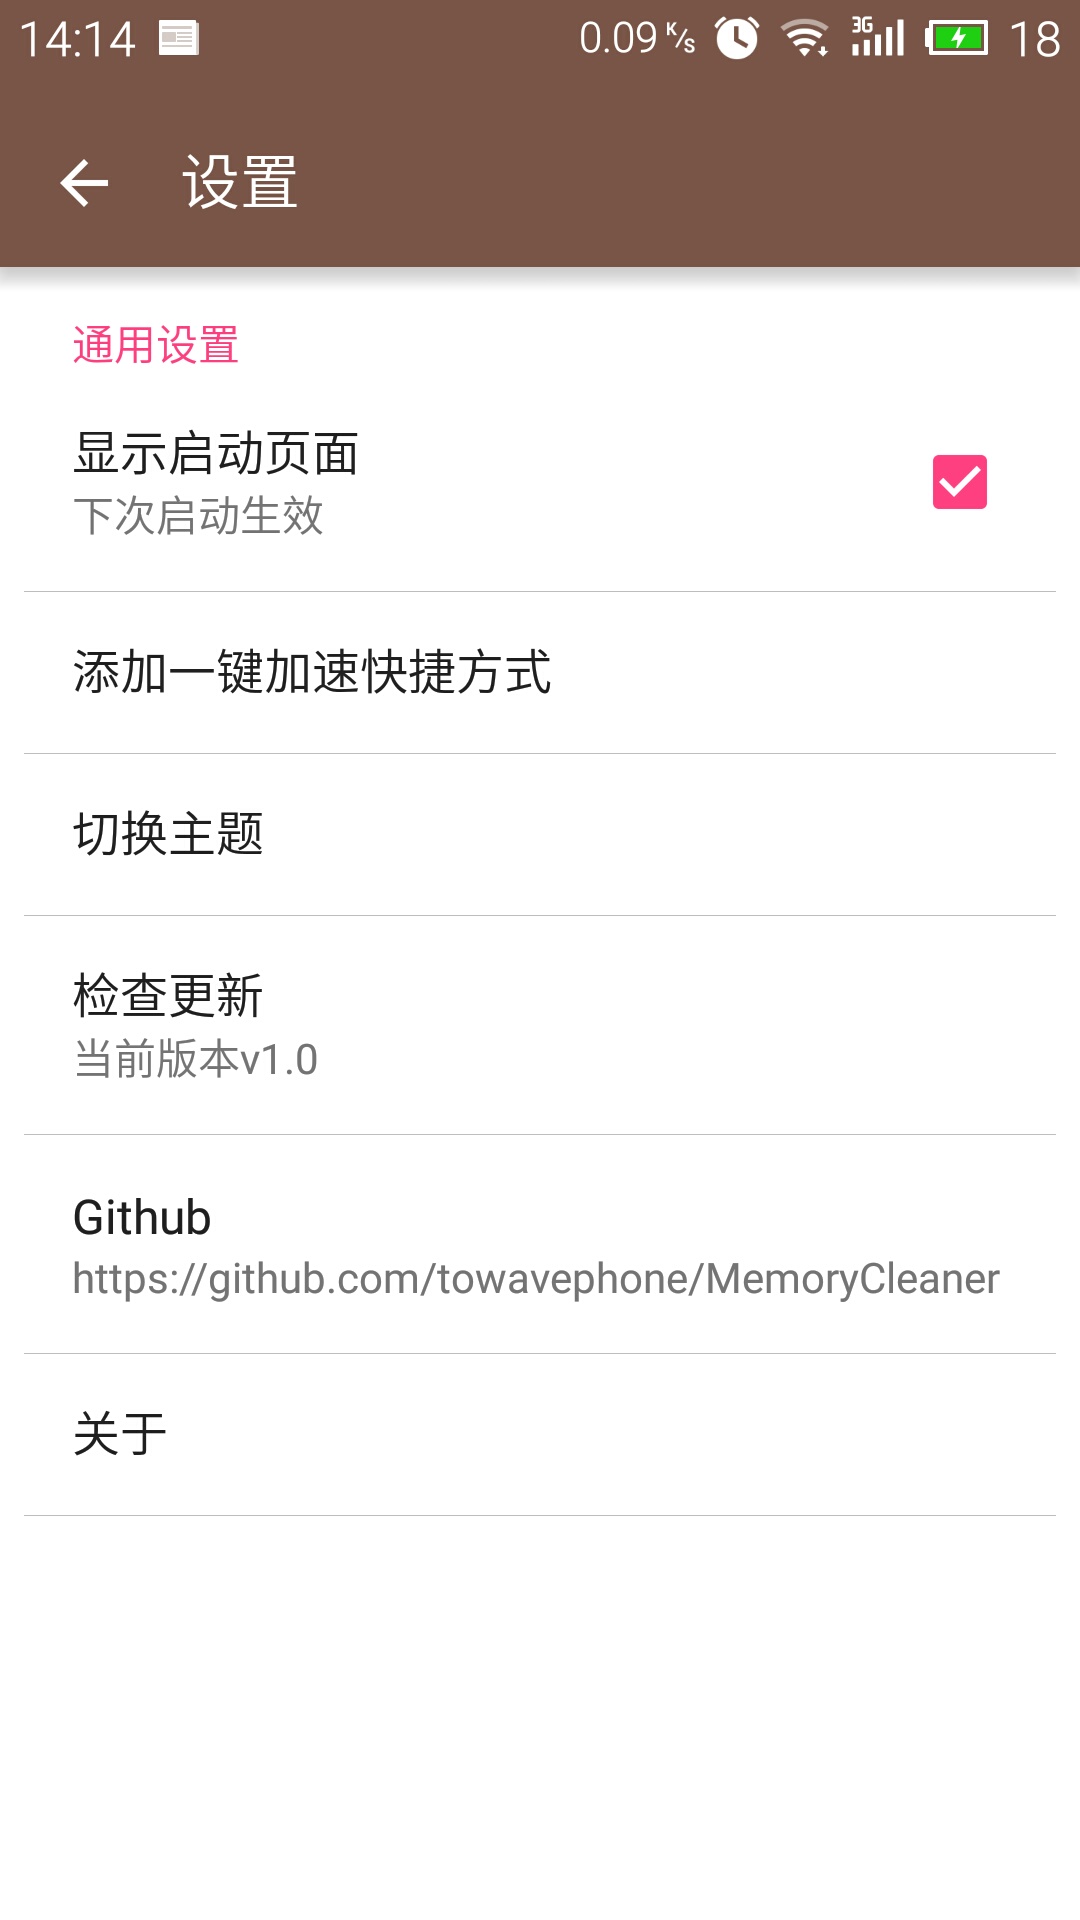 14:14 0.09 K/s 3G 18
设置
通用设置
显示启动页面
下次启动生效
添加一键加速快捷方式
切换主题
检查更新
当前版本v1.0
Github
https://github.com/towavephone/MemoryCleaner
关于